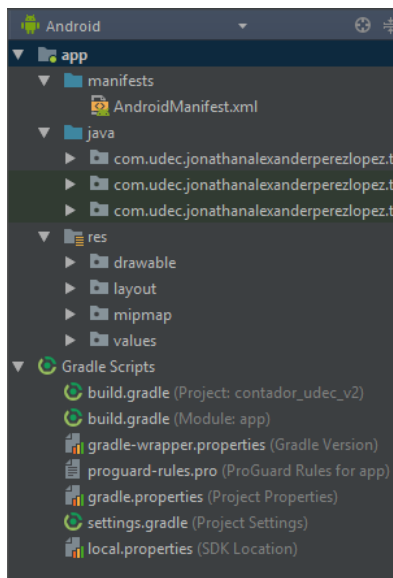 Android
app
manifests
AndroidManifest.xml
java
com.udec.jonathanalexanderperezlopez.t
com.udec.jonathanalexanderperezlopez.t
com.udec.jonathanalexanderperezlopez.t
res
drawable
layout
mipmap
values
Gradle Scripts
build.gradle (Project: contador_udec_v2)
build.gradle (Module: app)
gradle-wrapper.properties (Gradle Version)
proguard-rules.pro (ProGuard Rules for app)
gradle.properties (Project Properties)
settings.gradle (Project Settings)
local.properties (SDK Location)